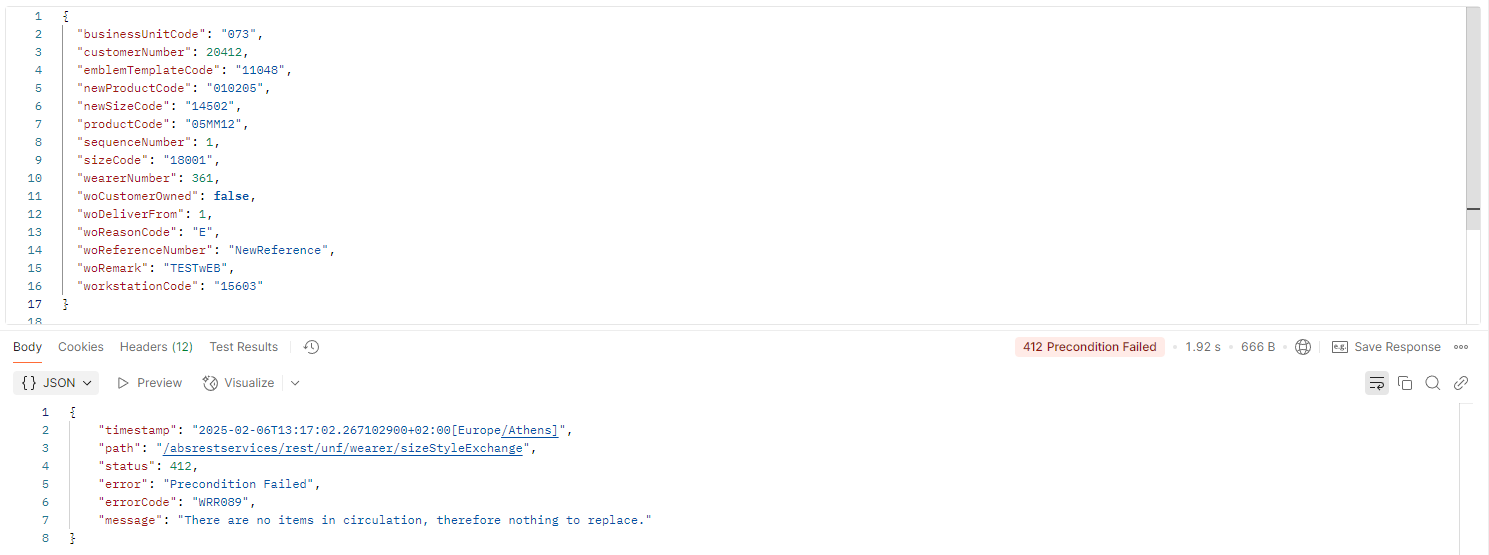 1 {
2 "businessUnitCode": "073",
3 "customerNumber": 20412,
4 "emblemTemplateCode": "11048",
5 "newProductCode": "010205",
6 "newSizeCode": "14502",
7 "productCode": "05MM12",
8 "sequenceNumber": 1,
9 "sizeCode": "18001",
10 "wearerNumber": 361,
11 "woCustomerOwned": false,
12 "woDeliverFrom": 1,
13 "woReasonCode": "E",
14 "woReferenceNumber": "NewReference",
15 "woRemark": "TESTwEB",
16 "workstationCode": "15603"
17 }
18
Body Cookies Headers (12) Test Results 412 Precondition Failed • 1.92 s • 666 B • e.g. Save Response
{} JSON Preview Visualize
1 {
2 "timestamp": "2025-02-06T13:17:02.267102900+02:00[Europe/Athens]",
3 "path": "/absrestservices/rest/unf/wearer/sizeStyleExchange",
4 "status": 412,
5 "error": "Precondition Failed",
6 "errorCode": "WRR089",
7 "message": "There are no items in circulation, therefore nothing to replace."
8 }